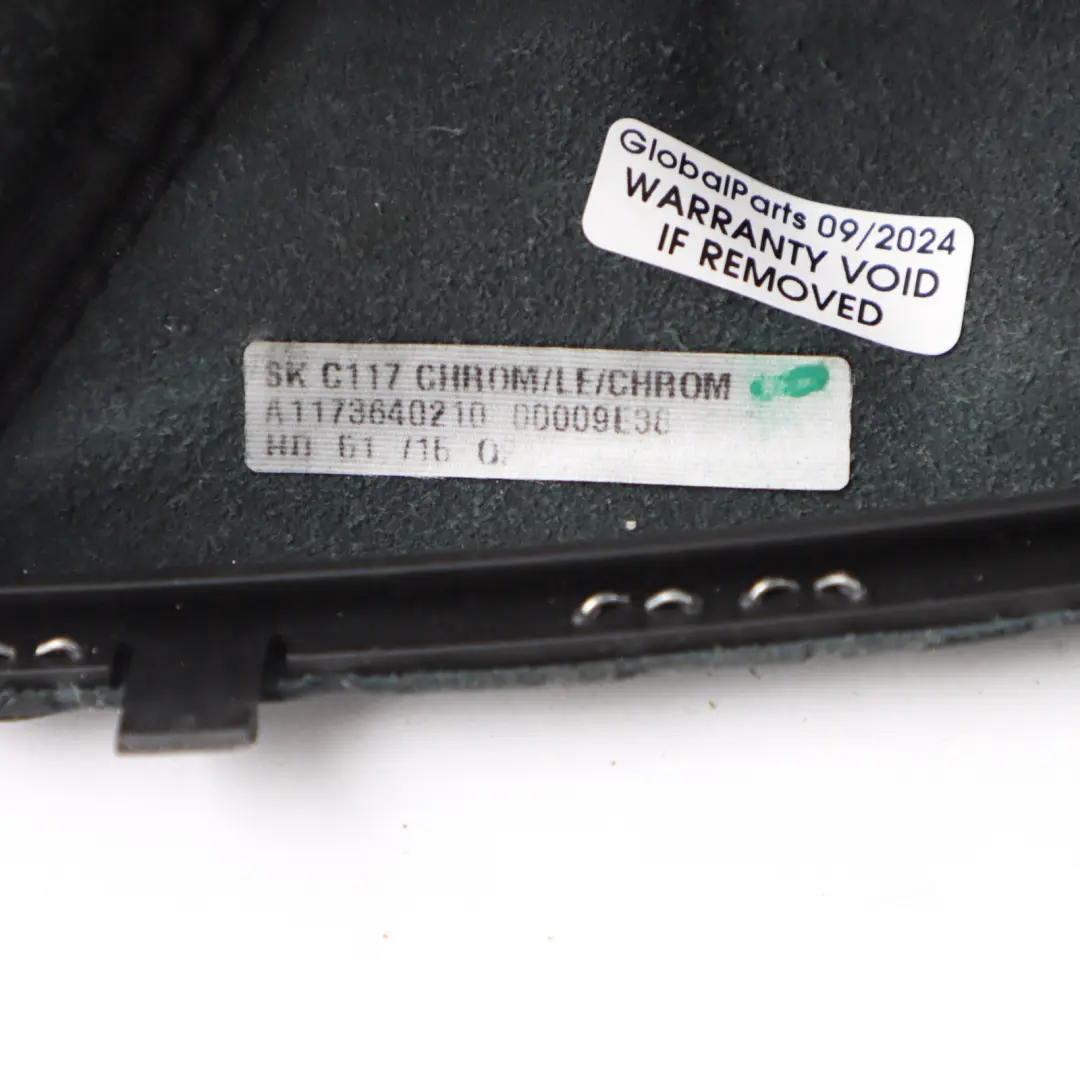 GlobalParts 09/2024
WARRANTY VOID
IF REMOVED
SK C117 CHROM/LE/CHROM
A1173640210 00009E38